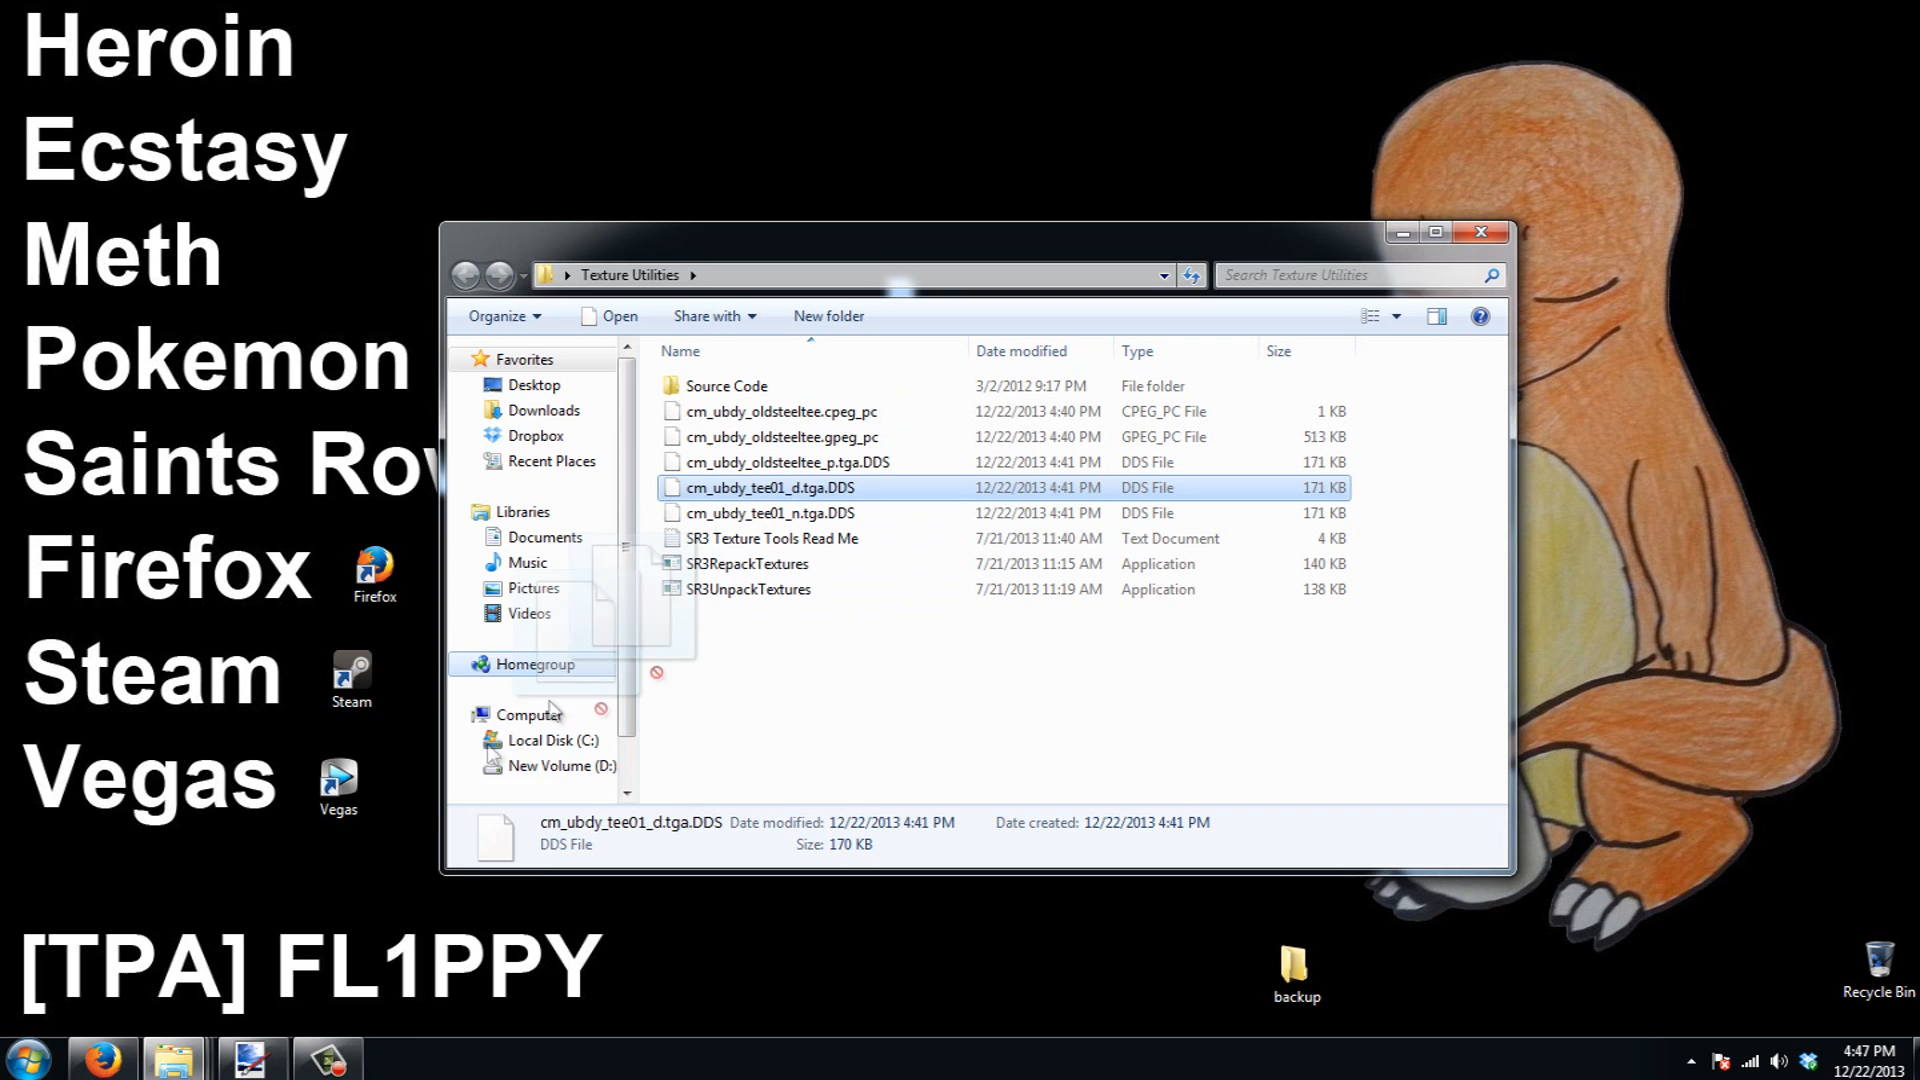 Heroin
Ecstasy
Meth
Pokemon
Saints Row
Firefox
Firefox
Steam
Steam
Vegas
Vegas
[TPA] FL1PPY
Texture Utilities
Search Texture Utilities
Organize Open Share with New folder
Favorites
Desktop
Downloads
Dropbox
Recent Places
Libraries
Documents
Music
Pictures
Videos
Homegroup
Computer
Local Disk (C:)
New Volume (D:)
Name Date modified Type Size
Source Code 3/2/2012 9:17 PM File folder
cm_ubdy_oldsteeltee.cpeg_pc 12/22/2013 4:40 PM CPEG_PC File 1 KB
cm_ubdy_oldsteeltee.gpeg_pc 12/22/2013 4:40 PM GPEG_PC File 513 KB
cm_ubdy_oldsteeltee_p.tga.DDS 12/22/2013 4:41 PM DDS File 171 KB
cm_ubdy_tee01_d.tga.DDS 12/22/2013 4:41 PM DDS File 171 KB
cm_ubdy_tee01_n.tga.DDS 12/22/2013 4:41 PM DDS File 171 KB
SR3 Texture Tools Read Me 7/21/2013 11:40 AM Text Document 4 KB
SR3RepackTextures 7/21/2013 11:15 AM Application 140 KB
SR3UnpackTextures 7/21/2013 11:19 AM Application 138 KB
cm_ubdy_tee01_d.tga.DDS Date modified: 12/22/2013 4:41 PM Date created: 12/22/2013 4:41 PM
DDS File Size: 170 KB
backup
Recycle Bin
4:47 PM
12/22/2013